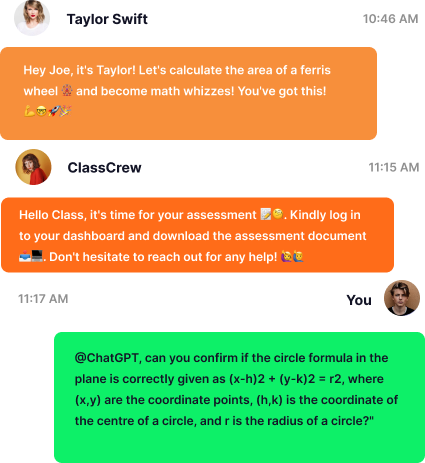 Taylor Swift 10:46 AM
Hey Joe, it's Taylor! Let's calculate the area of a ferris
wheel 🎡 and become math whizzes! You've got this!
💪🤓🚀🎉
ClassCrew 11:15 AM
Hello Class, it's time for your assessment 📝🤔. Kindly log in
to your dashboard and download the assessment document
📥💻. Don't hesitate to reach out for any help! 🙋‍♀️🙋‍♂️
11:17 AM You
@ChatGPT, can you confirm if the circle formula in the
plane is correctly given as (x-h)2 + (y-k)2 = r2, where
(x,y) are the coordinate points, (h,k) is the coordinate of
the centre of a circle, and r is the radius of a circle?"